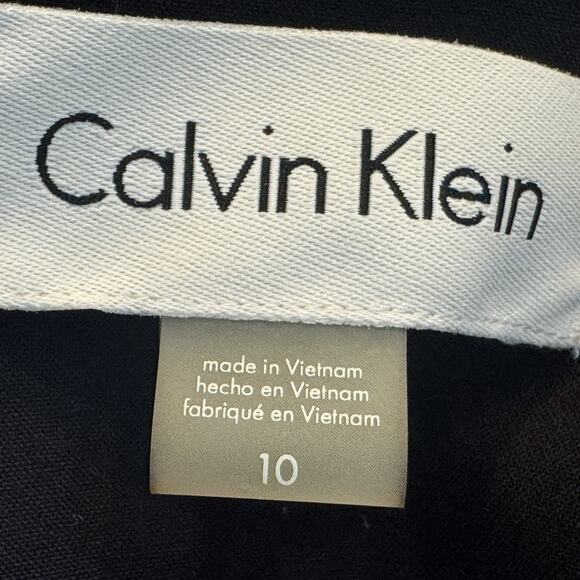 Calvin Klein
made in Vietnam
hecho en Vietnam
fabriqué en Vietnam
10